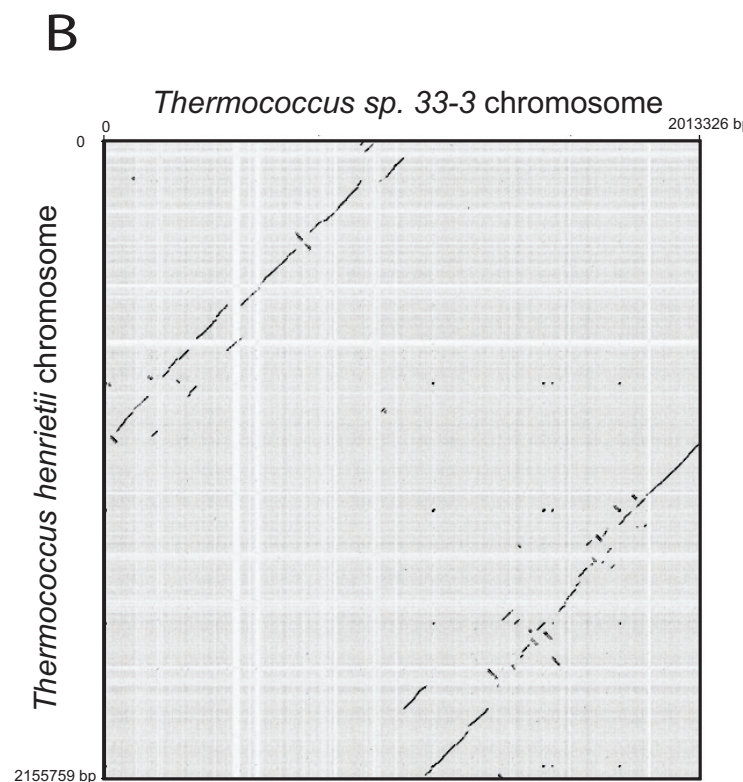 B
Thermococcus sp. 33-3 chromosome
0
2013326 bp
0
Thermococcus henrietii chromosome
2155759 bp